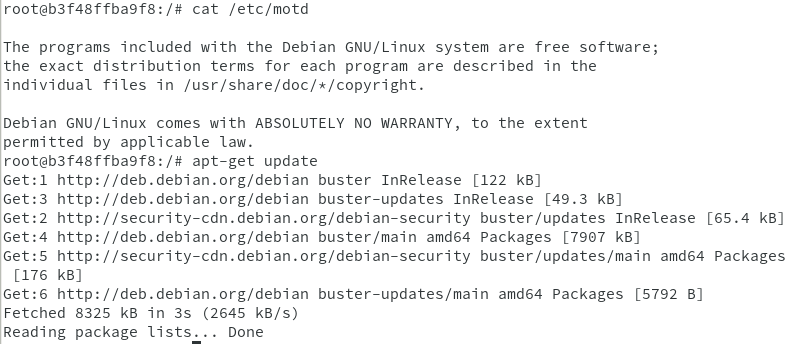 root@b3f48ffba9f8:/# cat /etc/motd
The programs included with the Debian GNU/Linux system are free software;
the exact distribution terms for each program are described in the
individual files in /usr/share/doc/*/copyright.
Debian GNU/Linux comes with ABSOLUTELY NO WARRANTY, to the extent
permitted by applicable law.
root@b3f48ffba9f8:/# apt-get update
Get:1 http://deb.debian.org/debian buster InRelease [122 kB]
Get:3 http://deb.debian.org/debian buster-updates InRelease [49.3 kB]
Get:2 http://security-cdn.debian.org/debian-security buster/updates InRelease [65.4 kB]
Get:4 http://deb.debian.org/debian buster/main amd64 Packages [7907 kB]
Get:5 http://security-cdn.debian.org/debian-security buster/updates/main amd64 Packages
[176 kB]
Get:6 http://deb.debian.org/debian buster-updates/main amd64 Packages [5792 B]
Fetched 8325 kB in 3s (2645 kB/s)
Reading package lists... Done